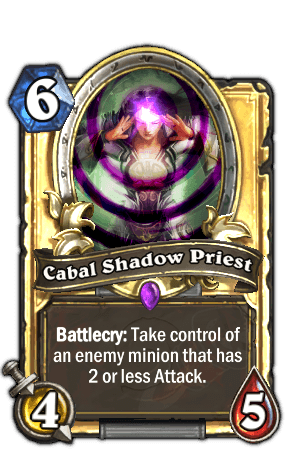 6
Cabal Shadow Priest
Battlecry: Take control of
an enemy minion that has
2 or less Attack.
4
5